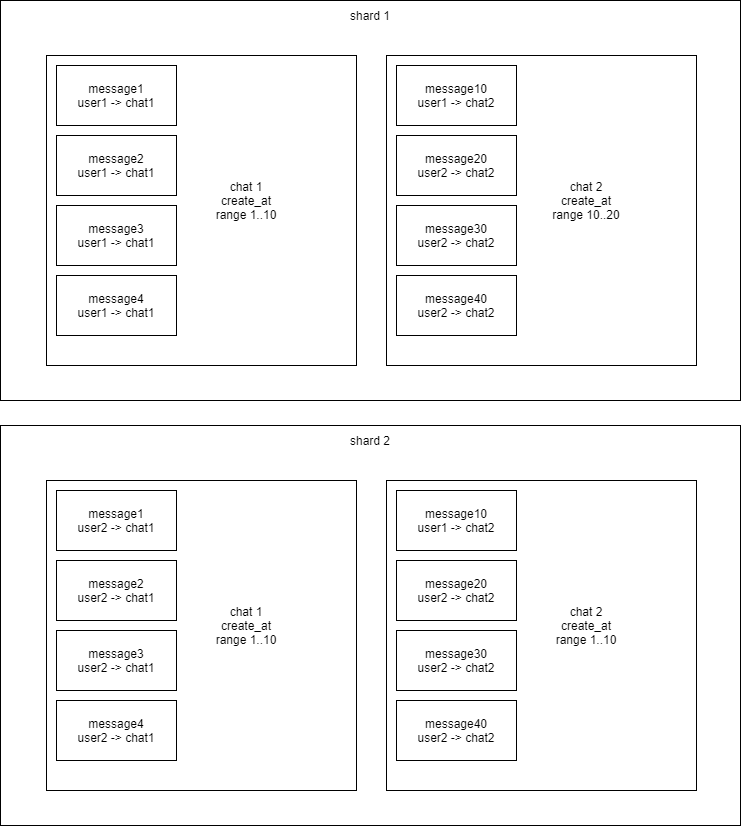 shard 1
message1
user1 -> chat1
message2
user1 -> chat1
message3
user1 -> chat1
message4
user1 -> chat1
chat 1
create_at
range 1..10
message10
user1 -> chat2
message20
user2 -> chat2
message30
user2 -> chat2
message40
user2 -> chat2
chat 2
create_at
range 10..20
shard 2
message1
user2 -> chat1
message2
user2 -> chat1
message3
user2 -> chat1
message4
user2 -> chat1
chat 1
create_at
range 1..10
message10
user1 -> chat2
message20
user2 -> chat2
message30
user2 -> chat2
message40
user2 -> chat2
chat 2
create_at
range 1..10